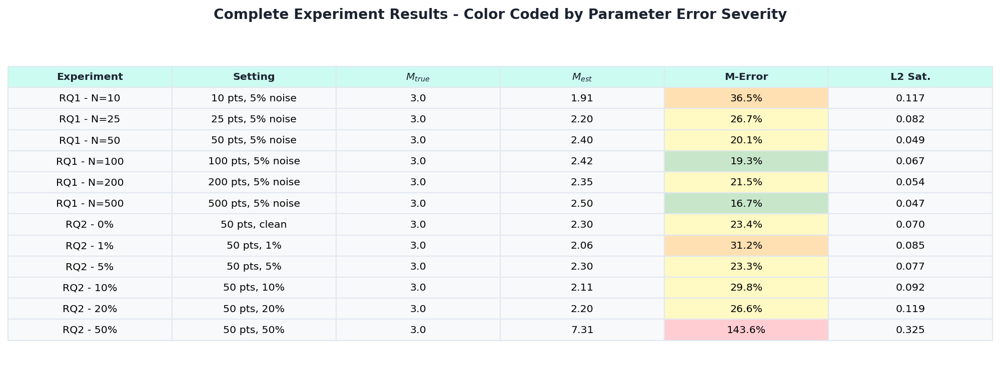 Complete Experiment Results - Color Coded by Parameter Error Severity
Experiment Setting M_true M_est M-Error L2 Sat.
RQ1 - N=10 10 pts, 5% noise 3.0 1.91 36.5% 0.117
RQ1 - N=25 25 pts, 5% noise 3.0 2.20 26.7% 0.082
RQ1 - N=50 50 pts, 5% noise 3.0 2.40 20.1% 0.049
RQ1 - N=100 100 pts, 5% noise 3.0 2.42 19.3% 0.067
RQ1 - N=200 200 pts, 5% noise 3.0 2.35 21.5% 0.054
RQ1 - N=500 500 pts, 5% noise 3.0 2.50 16.7% 0.047
RQ2 - 0% 50 pts, clean 3.0 2.30 23.4% 0.070
RQ2 - 1% 50 pts, 1% 3.0 2.06 31.2% 0.085
RQ2 - 5% 50 pts, 5% 3.0 2.30 23.3% 0.077
RQ2 - 10% 50 pts, 10% 3.0 2.11 29.8% 0.092
RQ2 - 20% 50 pts, 20% 3.0 2.20 26.6% 0.119
RQ2 - 50% 50 pts, 50% 3.0 7.31 143.6% 0.325